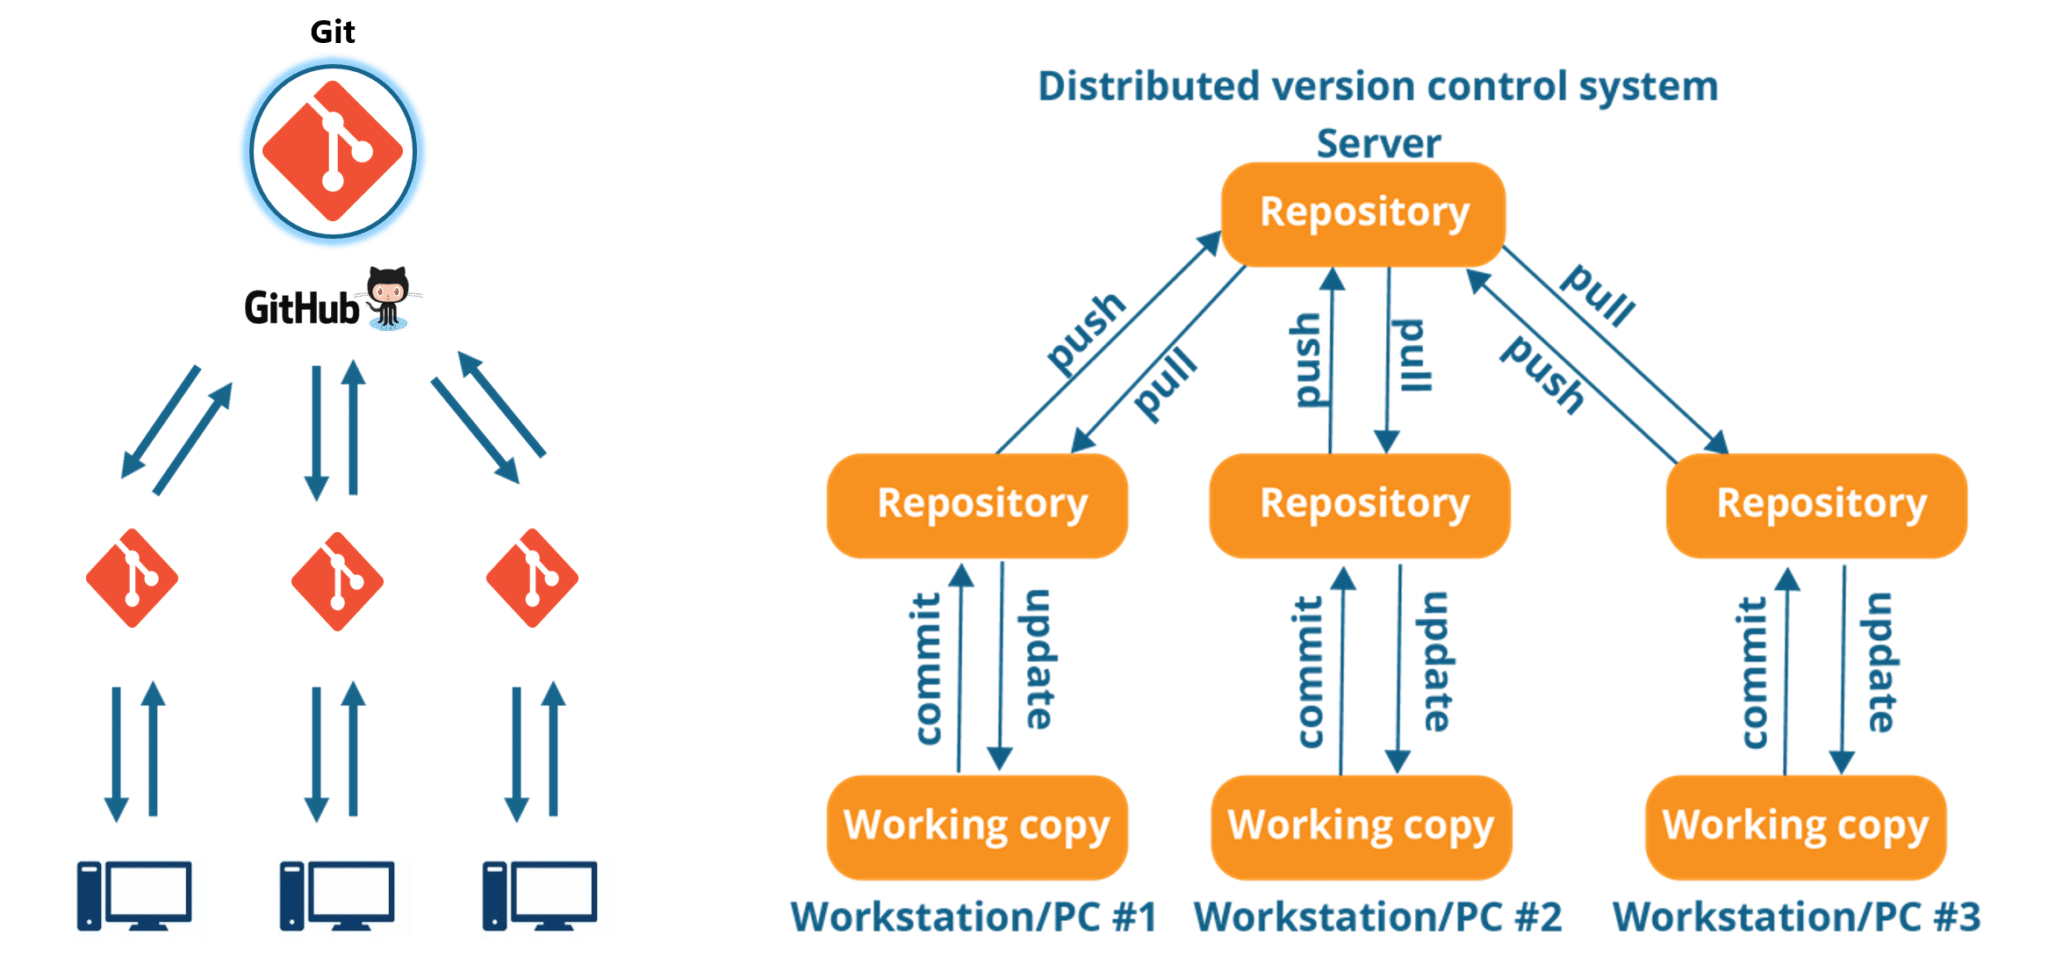 Git
GitHub
Distributed version control system
Server
Repository
push
pull
push
pull
push
pull
Repository
Repository
Repository
commit
update
commit
update
commit
update
Working copy
Working copy
Working copy
Workstation/PC #1
Workstation/PC #2
Workstation/PC #3